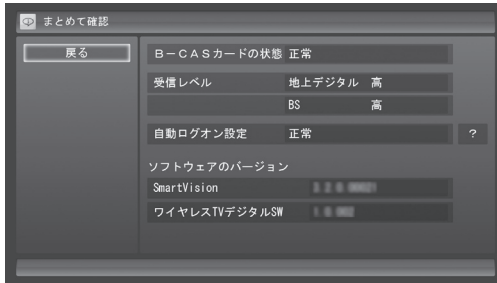 まとめて確認
戻る
B-CASカードの状態 正常
受信レベル 地上デジタル 高
BS 高
自動ログオン設定 正常 ?
ソフトウェアのバージョン
SmartVision
ワイヤレスTVデジタルSW